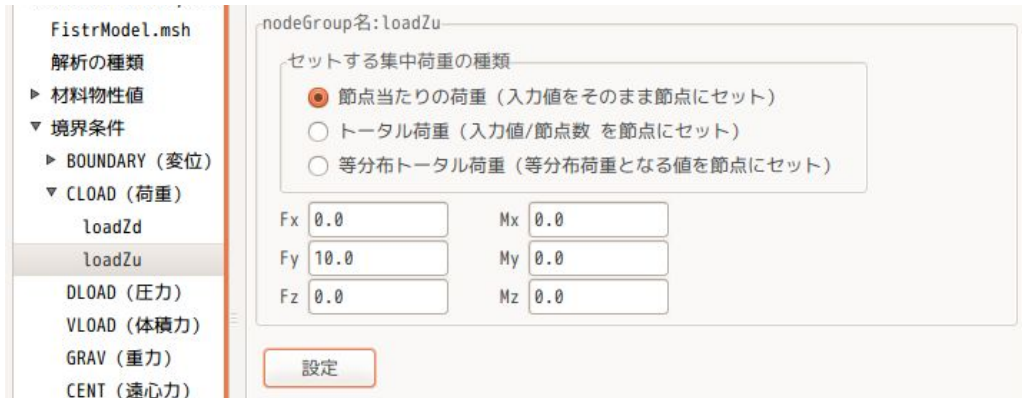 FistrModel.msh
解析の種類
材料物性値
境界条件
BOUNDARY (変位)
CLOAD (荷重)
loadZd
loadZu
DLOAD (圧力)
VLOAD (体積力)
GRAV (重力)
CENT (遠心力)
nodeGroup名:loadZu
セットする集中荷重の種類
節点当たりの荷重 (入力値をそのまま節点にセット)
トータル荷重 (入力値/節点数 を節点にセット)
等分布トータル荷重 (等分布荷重となる値を節点にセット)
Fx 0.0 Mx 0.0
Fy 10.0 My 0.0
Fz 0.0 Mz 0.0
設定